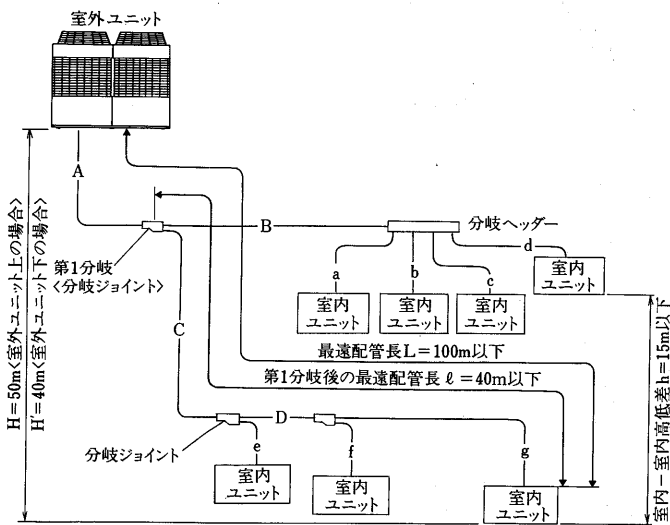 室外ユニット
A
B
分岐ヘッダー
第1分岐
<分岐ジョイント>
a
b
c
d
室内
ユニット
室内
ユニット
室内
ユニット
室内
ユニット
C
最遠配管長L=100m以下
第1分岐後の最遠配管長ℓ=40m以下
D
分岐ジョイント
e
f
g
室内
ユニット
室内
ユニット
室内
ユニット
H=50m<室外ユニット上の場合>
H'=40m<室外ユニット下の場合>
室内-室内高低差h=15m以下